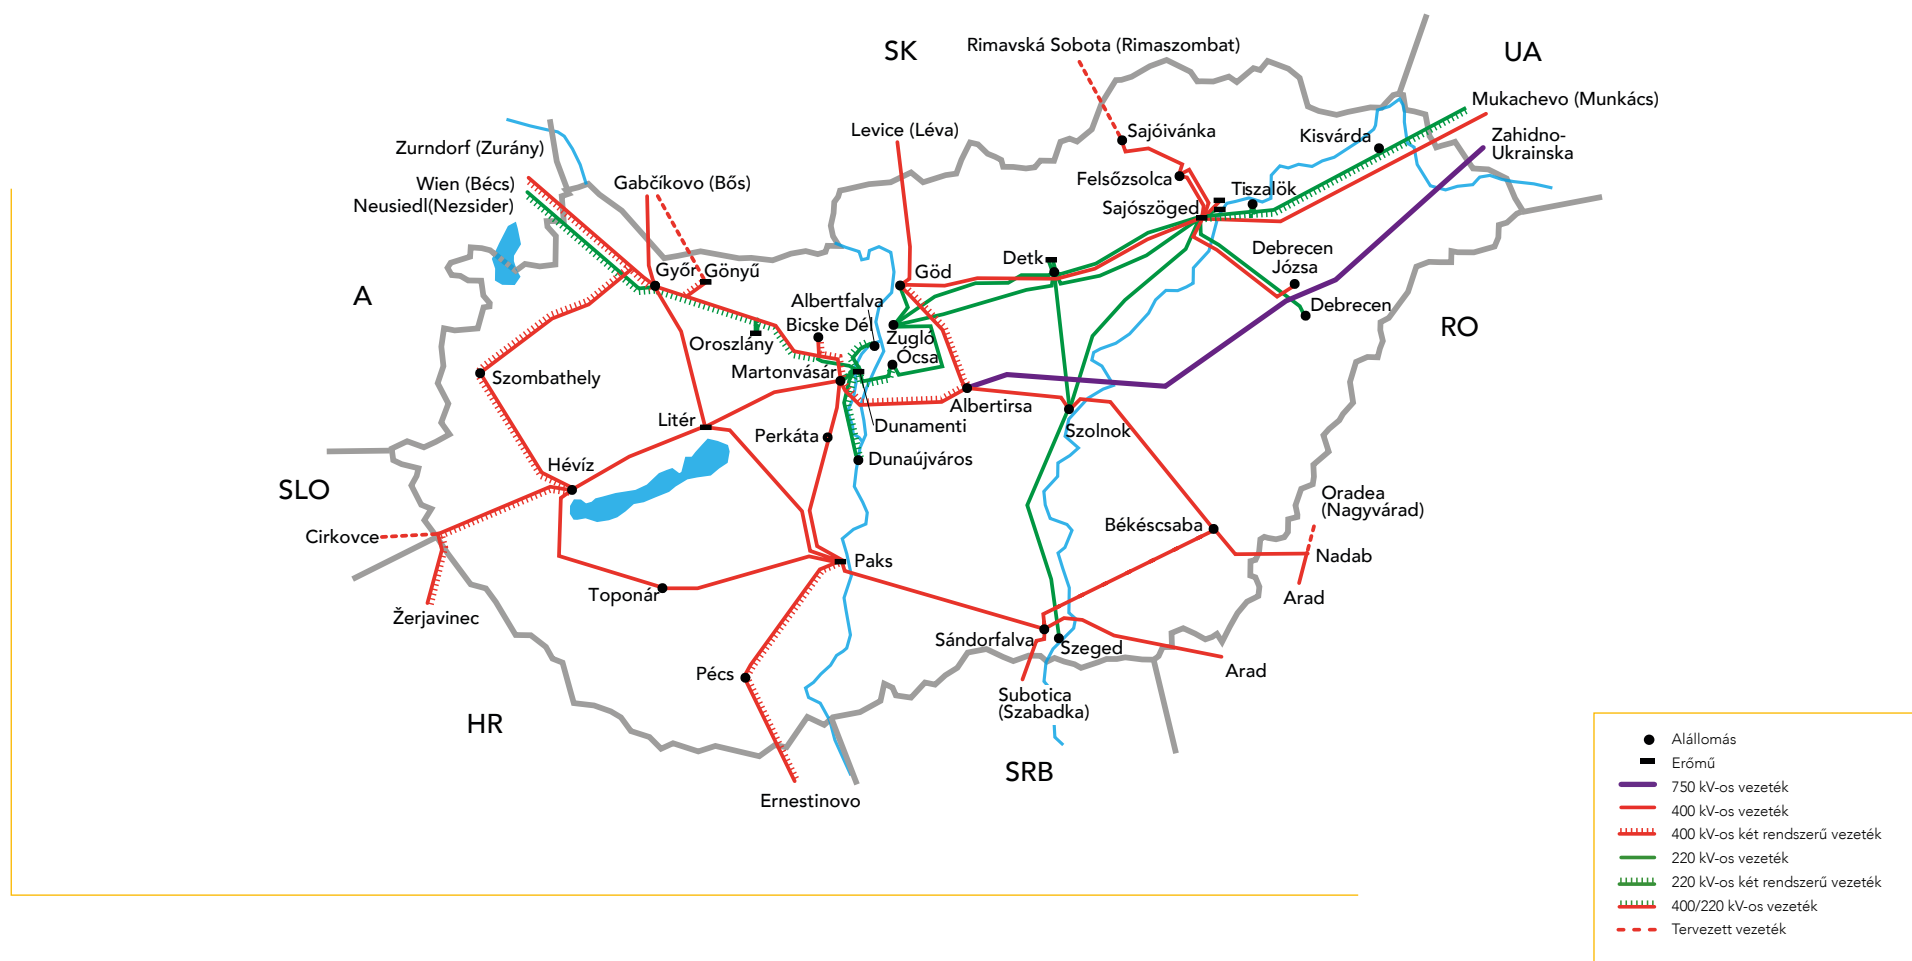 SK
Rimavská Sobota (Rimaszombat)
UA
Mukachevo (Munkács)
Levice (Léva)
Sajóivánka
Kisvárda
Zahidno-
Ukrainska
Zurndorf (Zurány)
Wien (Bécs)
Gabčíkovo (Bős)
Neusiedl(Nezsider)
Felsőzsolca
Tiszalök
Sajószöged
Debrecen
Józsa
Detk
Győr
Gönyű
Göd
A
Albertfalva
Debrecen
Bicske Dél
RO
Oroszlány
Zugló
Ócsa
Martonvásár
Szombathely
Albertirsa
Litér
Dunamenti
Perkáta
Szolnok
Dunaújváros
Hévíz
SLO
Oradea
(Nagyvárad)
Békéscsaba
Cirkovce
Nadab
Paks
Toponár
Arad
Žerjavinec
Sándorfalva
Szeged
Pécs
Arad
Subotica
(Szabadka)
HR
SRB
Ernestinovo
Alállomás
Erőmű
750 kV-os vezeték
400 kV-os vezeték
400 kV-os két rendszerű vezeték
220 kV-os vezeték
220 kV-os két rendszerű vezeték
400/220 kV-os vezeték
Tervezett vezeték